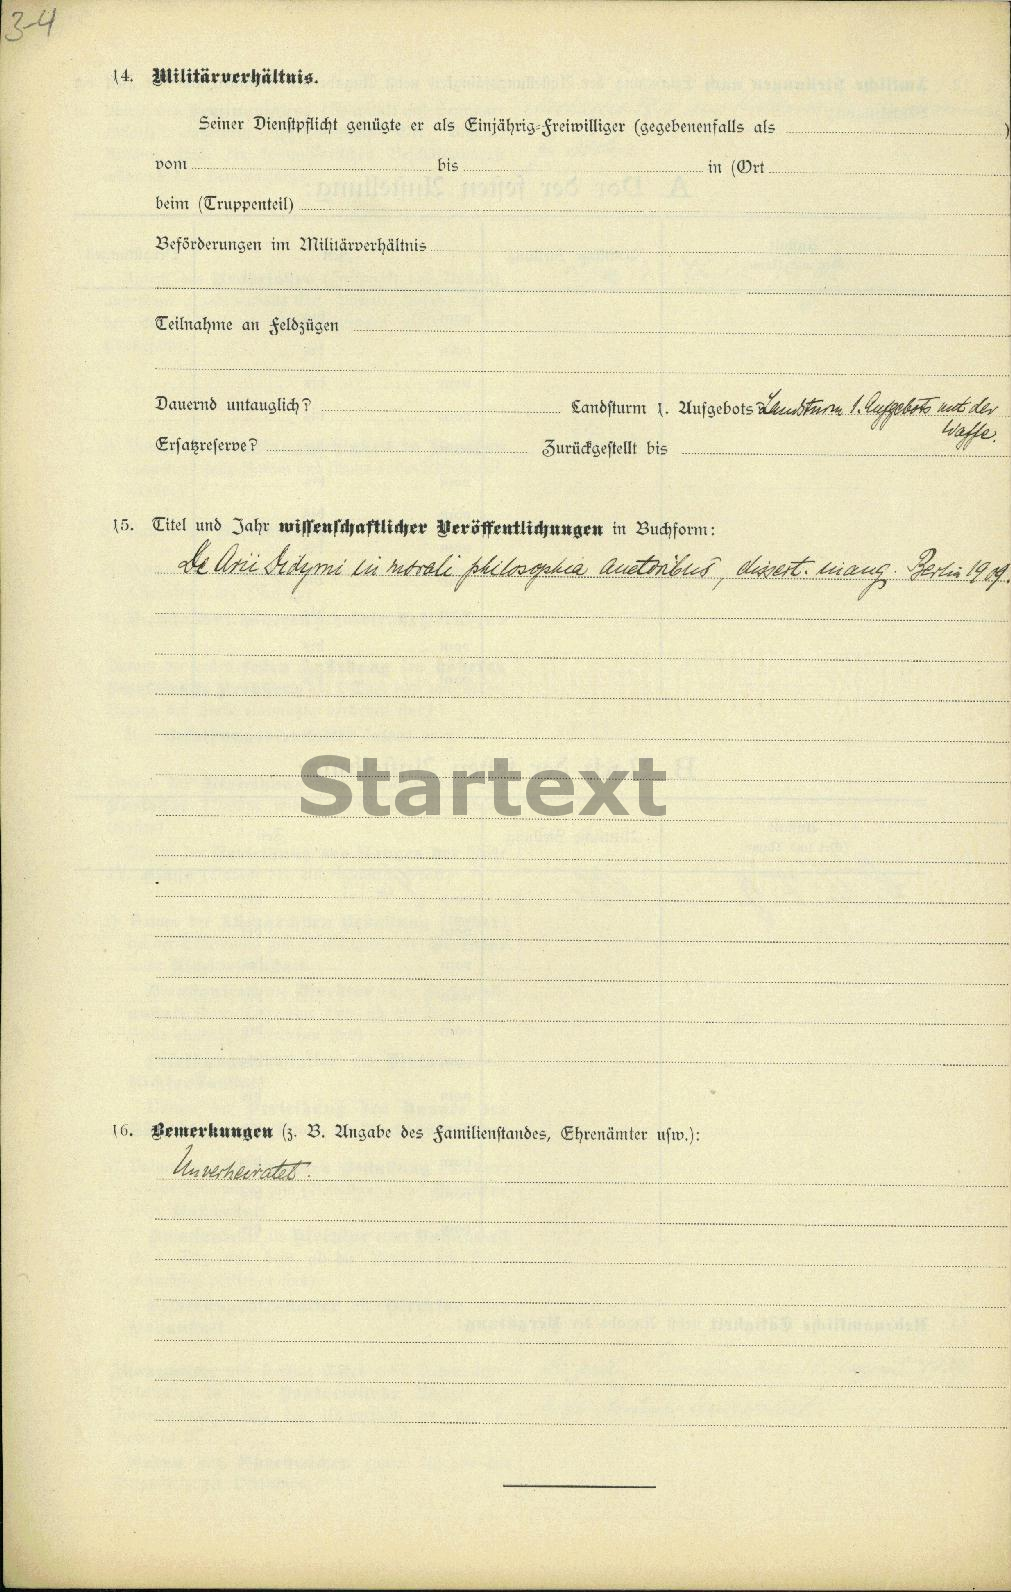 3-4
14. Militärverhältnis.
Seiner Dienstpflicht genügte er als Einjährig-Freiwilliger (gegebenenfalls als )
vom bis in (Ort
beim (Truppenteil)
Beförderungen im Militärverhältnis
Teilnahme an Feldzügen
Dauernd untauglich? Landsturm 1. Aufgebots? Landsturm 1. Aufgebots mit der
Waffe.
Ersatzreserve? Zurückgestellt bis
15. Titel und Jahr wissenschaftlicher Veröffentlichungen in Buchform:
De Arii Didymi in morali philosophia auctoribus, dissert. inaug. Berlin 1909.
Startext
16. Bemerkungen (z. B. Angabe des Familienstandes, Ehrenämter usw.):
Unverheiratet.